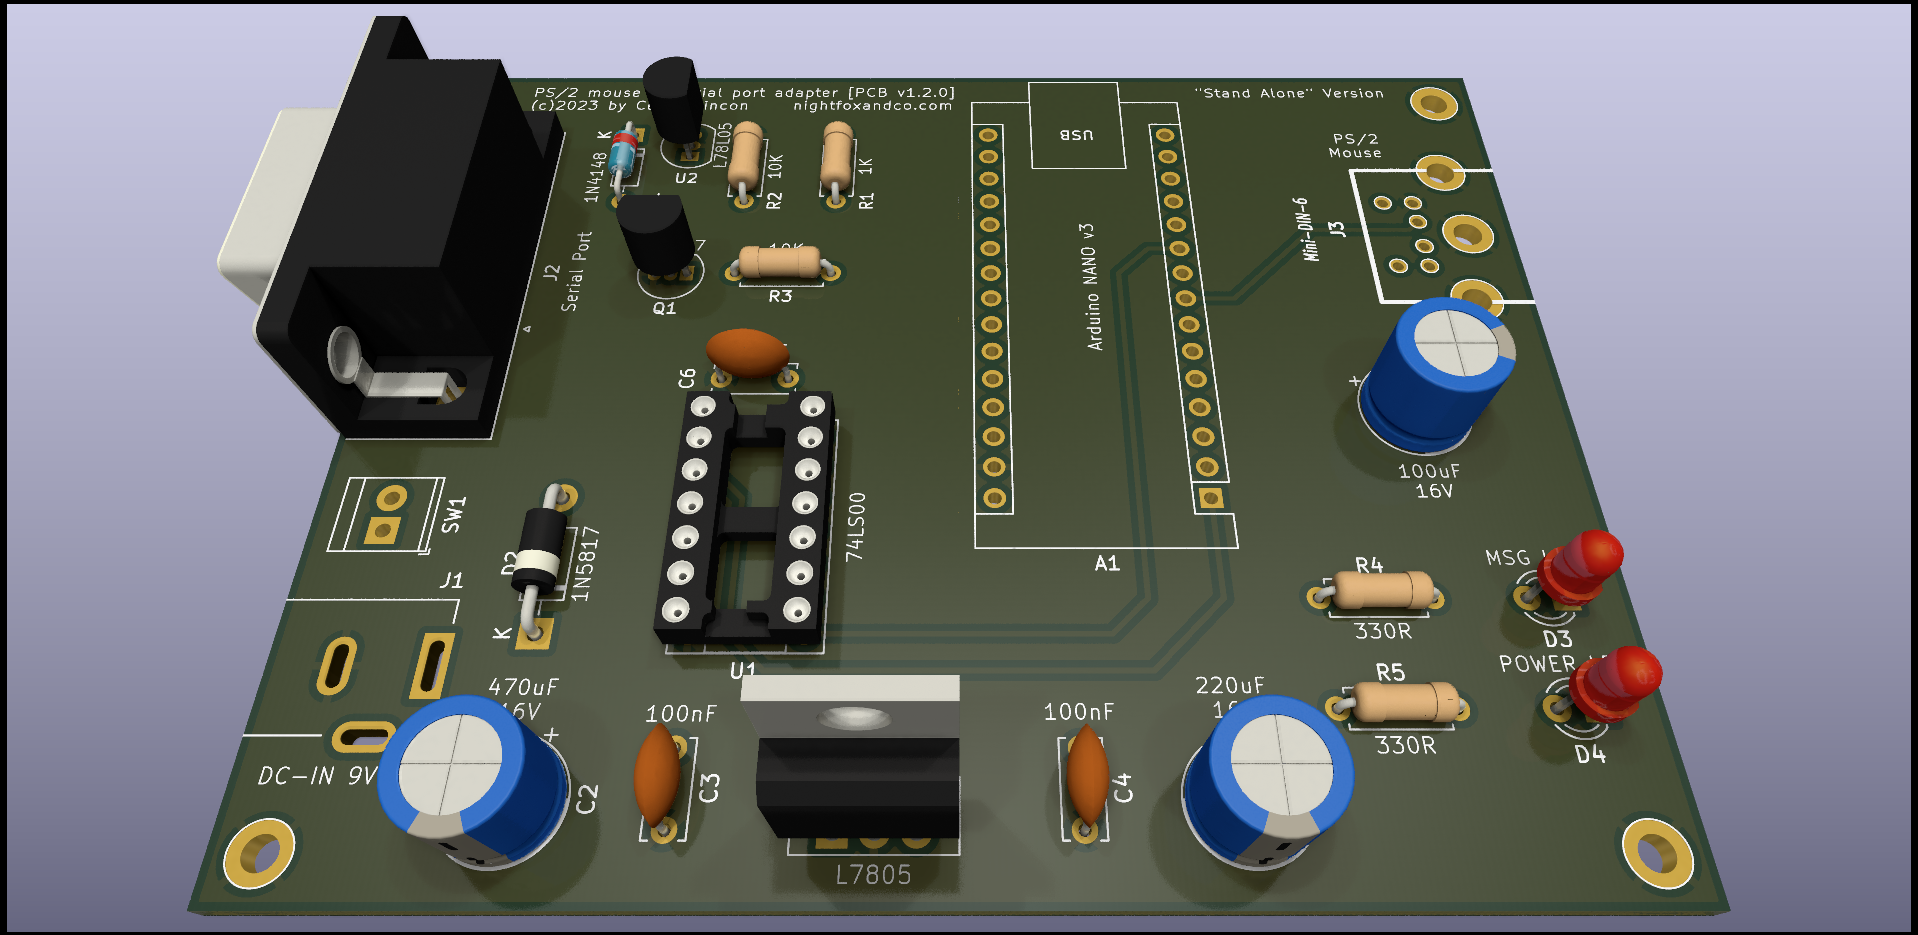 PS/2 mouse ial port adapter [PCB v1.2.0]
(c)2023 by C incon nightfoxandco.com
"Stand Alone" Version
K
1N4148
U2
L78L05
R2
10K
R1
1K
USB
PS/2
Mouse
Mini-DIN-6
J3
J2
Serial Port
Q1
R3
Arduino NANO v3
C6
+
100uF
16V
SW1
D2
1N5817
K
74LS00
U1
A1
J1
R4
330R
MSG
D3
POWER
R5
330R
D4
470uF
16V
+
DC-IN 9V
C2
100nF
C3
L7805
100nF
C4
220uF